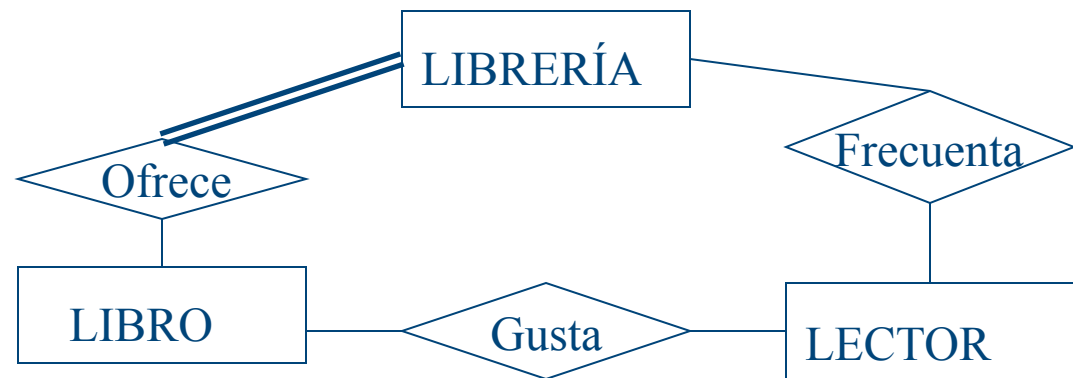 LIBRERÍA
Frecuenta
Ofrece
LIBRO
Gusta
LECTOR